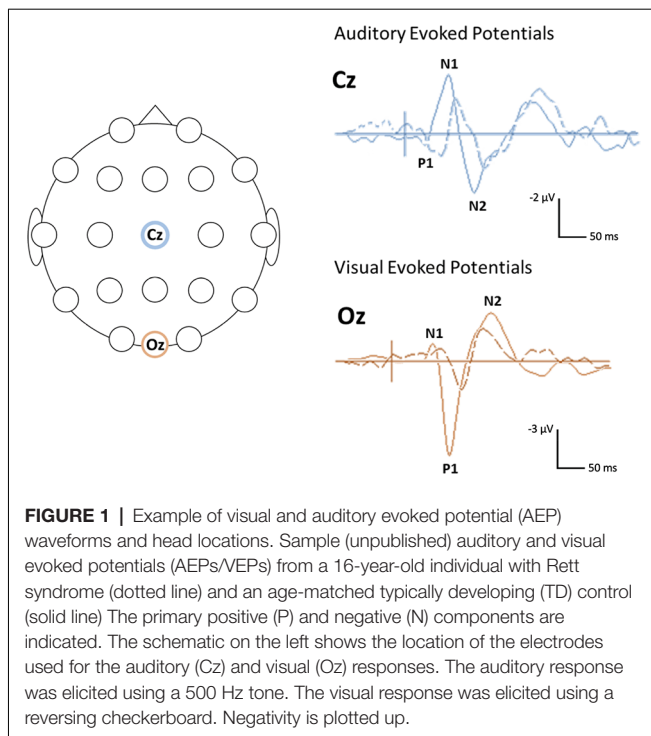 Auditory Evoked Potentials
Cz
N1
P1
N2
-2 µV
50 ms
Cz
Oz
Visual Evoked Potentials
Oz
N1
N2
P1
-3 µV
50 ms
FIGURE 1 | Example of visual and auditory evoked potential (AEP)
waveforms and head locations. Sample (unpublished) auditory and visual
evoked potentials (AEPs/VEPs) from a 16-year-old individual with Rett
syndrome (dotted line) and an age-matched typically developing (TD) control
(solid line) The primary positive (P) and negative (N) components are
indicated. The schematic on the left shows the location of the electrodes
used for the auditory (Cz) and visual (Oz) responses. The auditory response
was elicited using a 500 Hz tone. The visual response was elicited using a
reversing checkerboard. Negativity is plotted up.